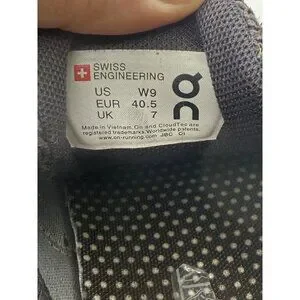 SWISS
ENGINEERING
US W9
EUR 40.5
UK 7
Made in Vietnam. On and CloudTec are
registered trademarks. Worldwide patents.
www.on-running.com JBO